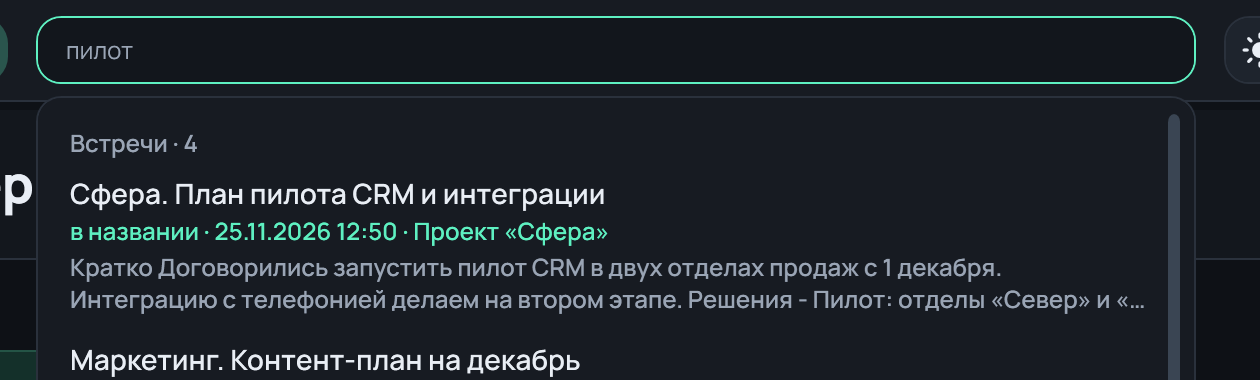 пилот
Встречи · 4
Сфера. План пилота CRM и интеграции
в названии · 25.11.2026 12:50 · Проект «Сфера»
Кратко Договорились запустить пилот CRM в двух отделах продаж с 1 декабря.
Интеграцию с телефонией делаем на втором этапе. Решения - Пилот: отделы «Север» и «…
Маркетинг. Контент-план на декабрь